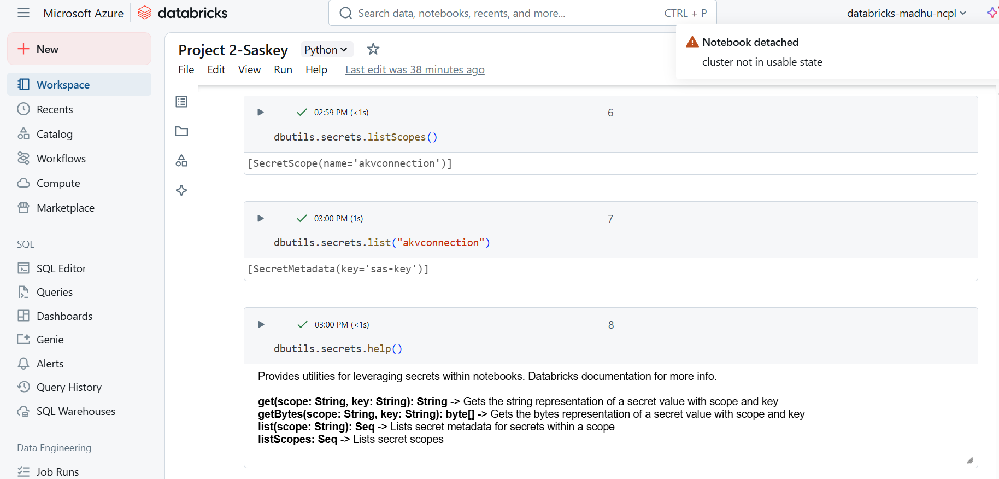 Microsoft Azure databricks
Search data, notebooks, recents, and more... CTRL + P
databricks-madhu-ncpl
Notebook detached
cluster not in usable state
New
Workspace
Recents
Catalog
Workflows
Compute
Marketplace
SQL
SQL Editor
Queries
Dashboards
Genie
Alerts
Query History
SQL Warehouses
Data Engineering
Job Runs
Project 2-Saskey Python
File Edit View Run Help Last edit was 38 minutes ago
02:59 PM (<1s) 6
dbutils.secrets.listScopes()
[SecretScope(name='akvconnection')]
03:00 PM (1s) 7
dbutils.secrets.list("akvconnection")
[SecretMetadata(key='sas-key')]
03:00 PM (<1s) 8
dbutils.secrets.help()
Provides utilities for leveraging secrets within notebooks. Databricks documentation for more info.
get(scope: String, key: String): String -> Gets the string representation of a secret value with scope and key
getBytes(scope: String, key: String): byte[] -> Gets the bytes representation of a secret value with scope and key
list(scope: String): Seq -> Lists secret metadata for secrets within a scope
listScopes: Seq -> Lists secret scopes